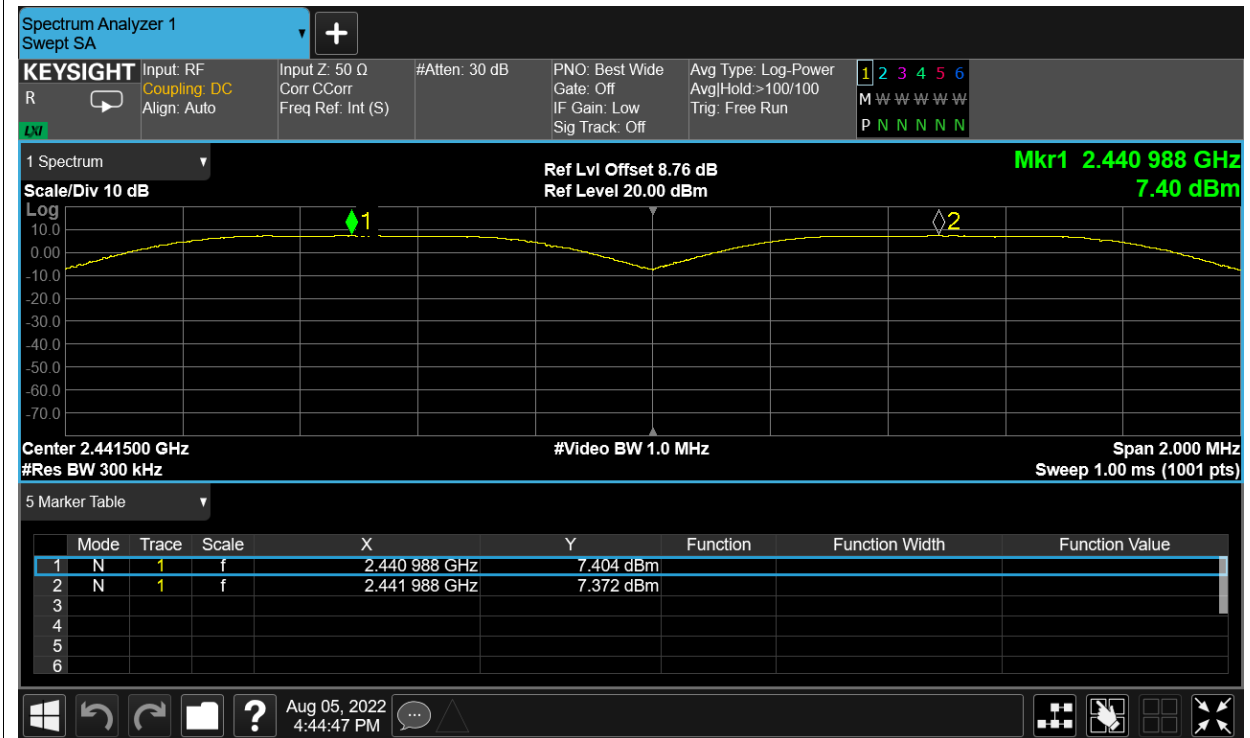 Spectrum Analyzer 1
Swept SA
+
KEYSIGHT Input: RF Input Z: 50 Ω #Atten: 30 dB PNO: Best Wide Avg Type: Log-Power 1 2 3 4 5 6
R Coupling: DC Corr CCorr Gate: Off Avg|Hold:>100/100 M W W W W W
Align: Auto Freq Ref: Int (S) IF Gain: Low Trig: Free Run
LXI Sig Track: Off P N N N N N
1 Spectrum Ref Lvl Offset 8.76 dB Mkr1 2.440 988 GHz
Scale/Div 10 dB Ref Level 20.00 dBm 7.40 dBm
Log
1 2
10.0
0.00
-10.0
-20.0
-30.0
-40.0
-50.0
-60.0
-70.0
Center 2.441500 GHz #Video BW 1.0 MHz Span 2.000 MHz
#Res BW 300 kHz Sweep 1.00 ms (1001 pts)
5 Marker Table
Mode Trace Scale X Y Function Function Width Function Value
1 N 1 f 2.440 988 GHz 7.404 dBm
2 N 1 f 2.441 988 GHz 7.372 dBm
3
4
5
6
? Aug 05, 2022
4:44:47 PM